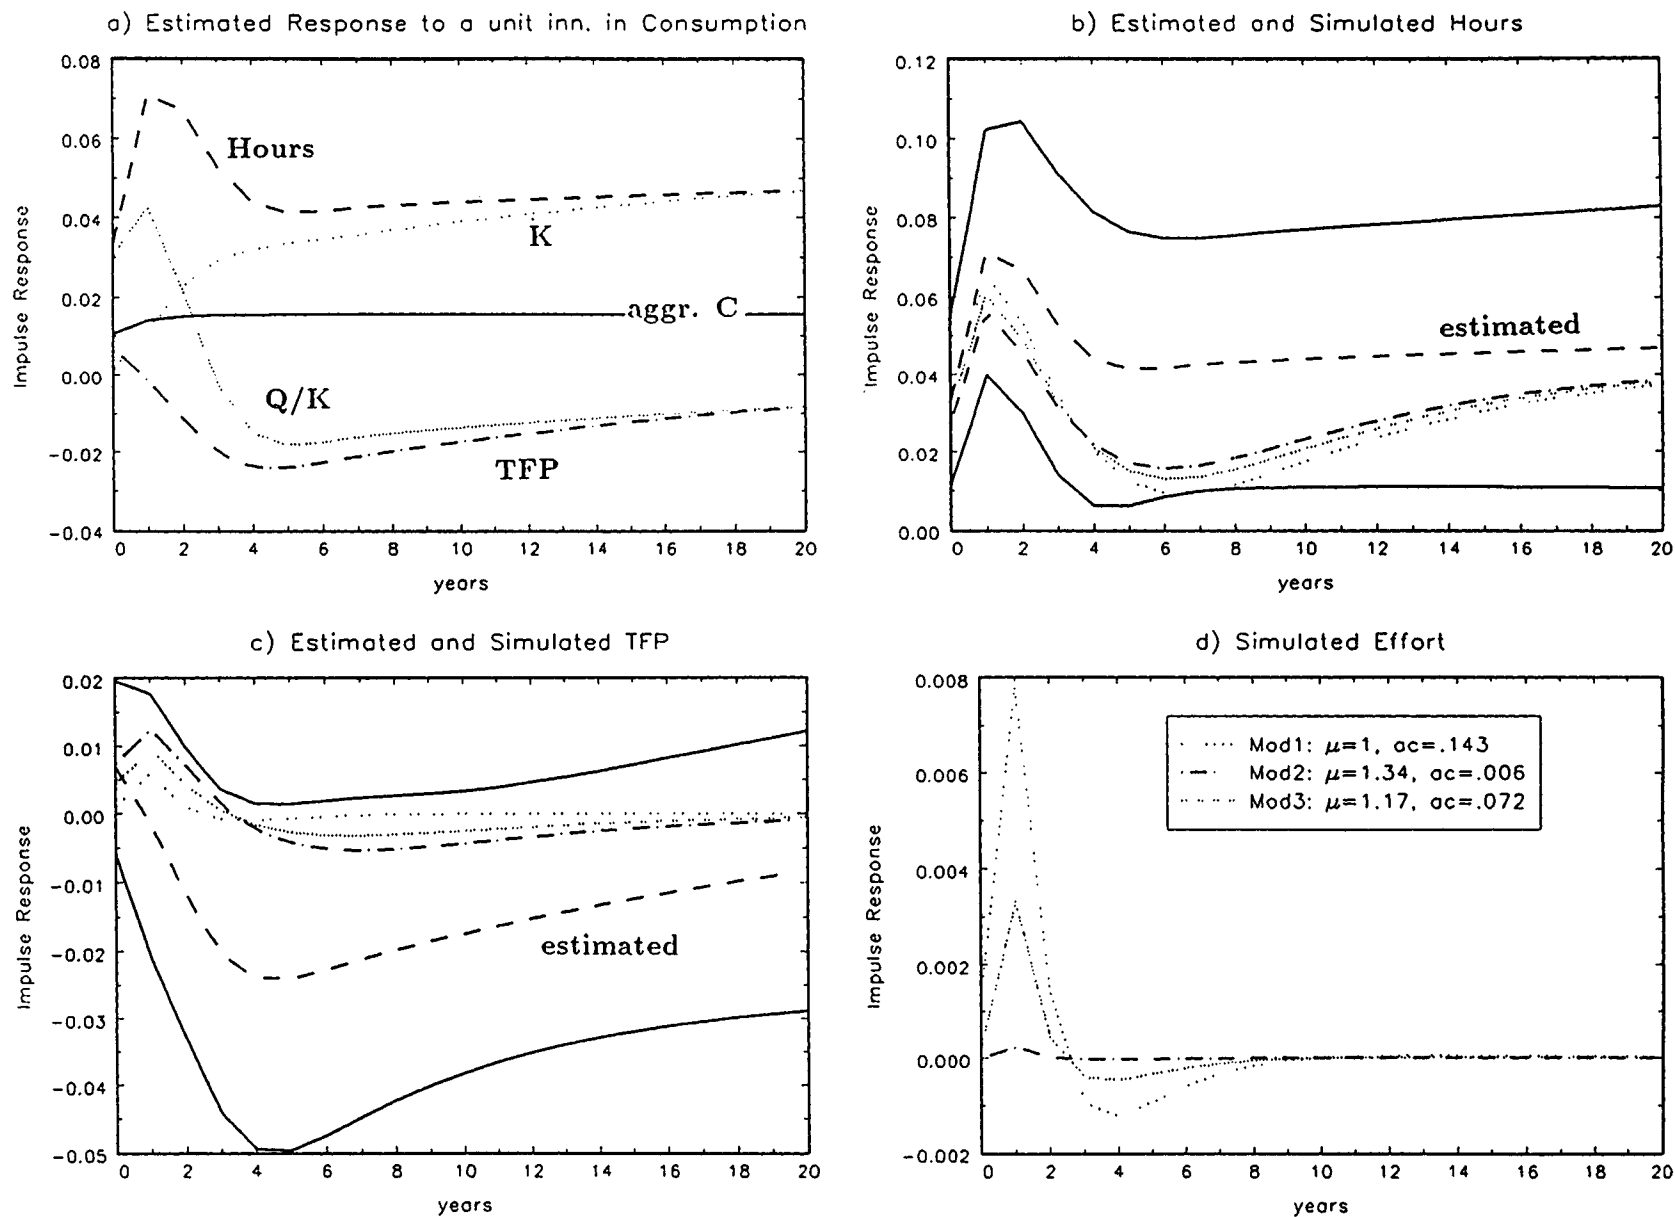 a) Estimated Response to a unit inn. in Consumption
0.08
0.06
0.04
0.02
0.00
−0.02
−0.04
Impulse Response
Hours
K
aggr. C
Q/K
TFP
0 2 4 6 8 10 12 14 16 18 20
years
b) Estimated and Simulated Hours
0.12
0.10
0.08
0.06
0.04
0.02
0.00
Impulse Response
estimated
0 2 4 6 8 10 12 14 16 18 20
years
c) Estimated and Simulated TFP
0.02
0.01
0.00
−0.01
−0.02
−0.03
−0.04
−0.05
Impulse Response
estimated
0 2 4 6 8 10 12 14 16 18 20
years
d) Simulated Effort
0.008
0.006
0.004
0.002
0.000
−0.002
Impulse Response
Mod1: μ=1, ac=.143
Mod2: μ=1.34, ac=.006
Mod3: μ=1.17, ac=.072
0 2 4 6 8 10 12 14 16 18 20
years